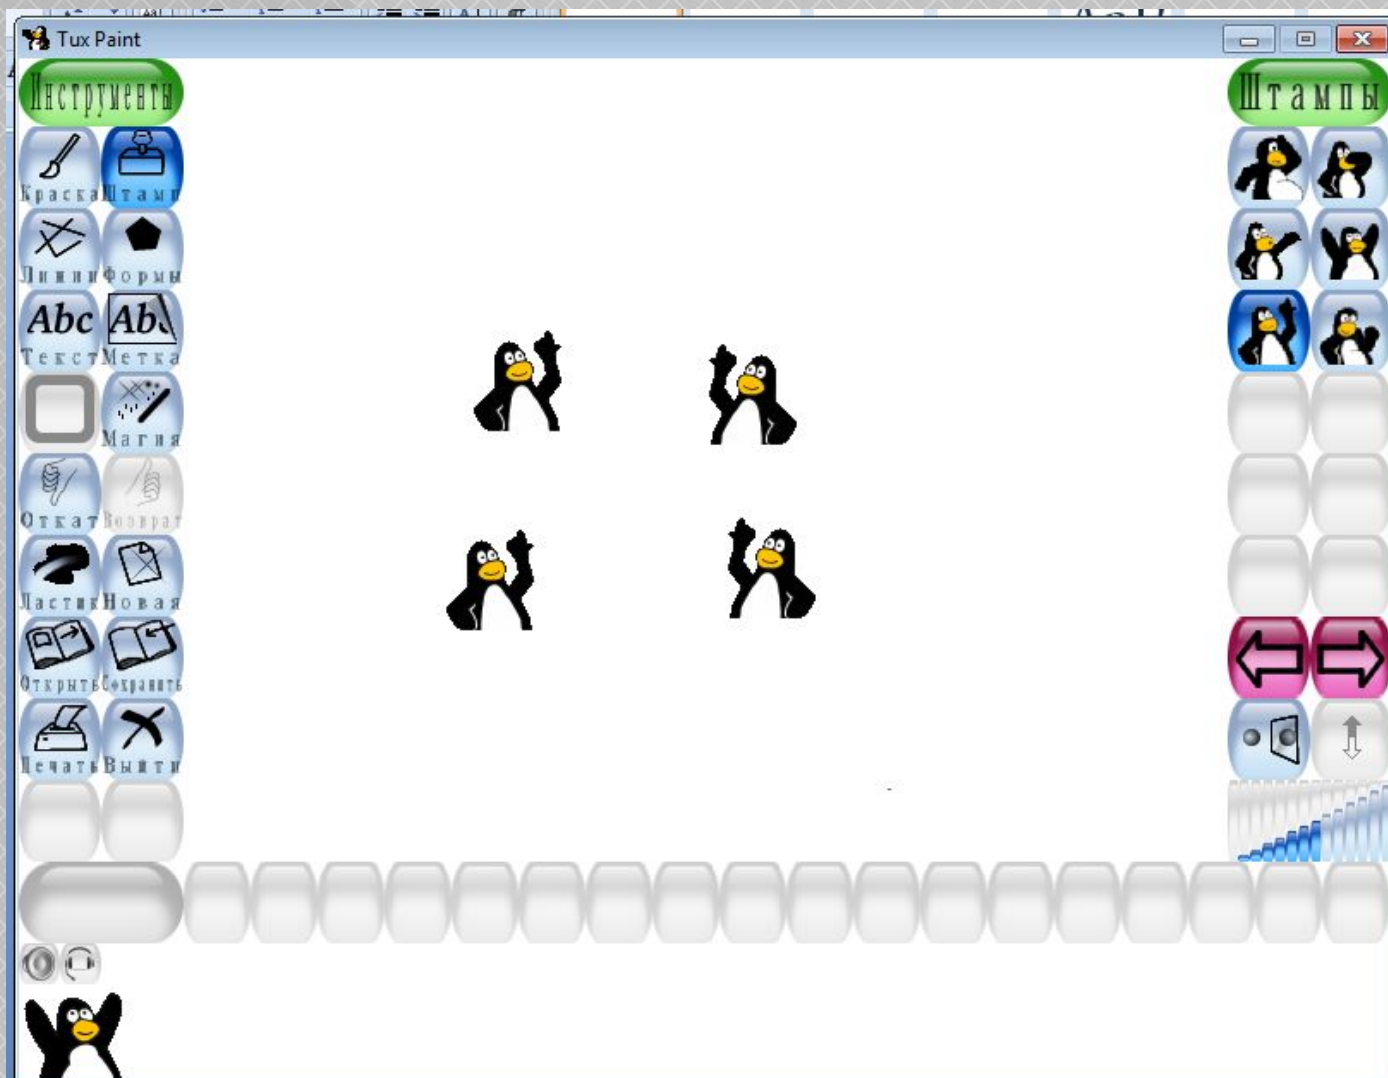 Tux Paint
Инструменты
Штампы
Краска Штамп
Линии Формы
Abc Abc
Текст Метка
Магия
Откат Возврат
Ластик Новая
Открыть Сохранить
Печать Выйти